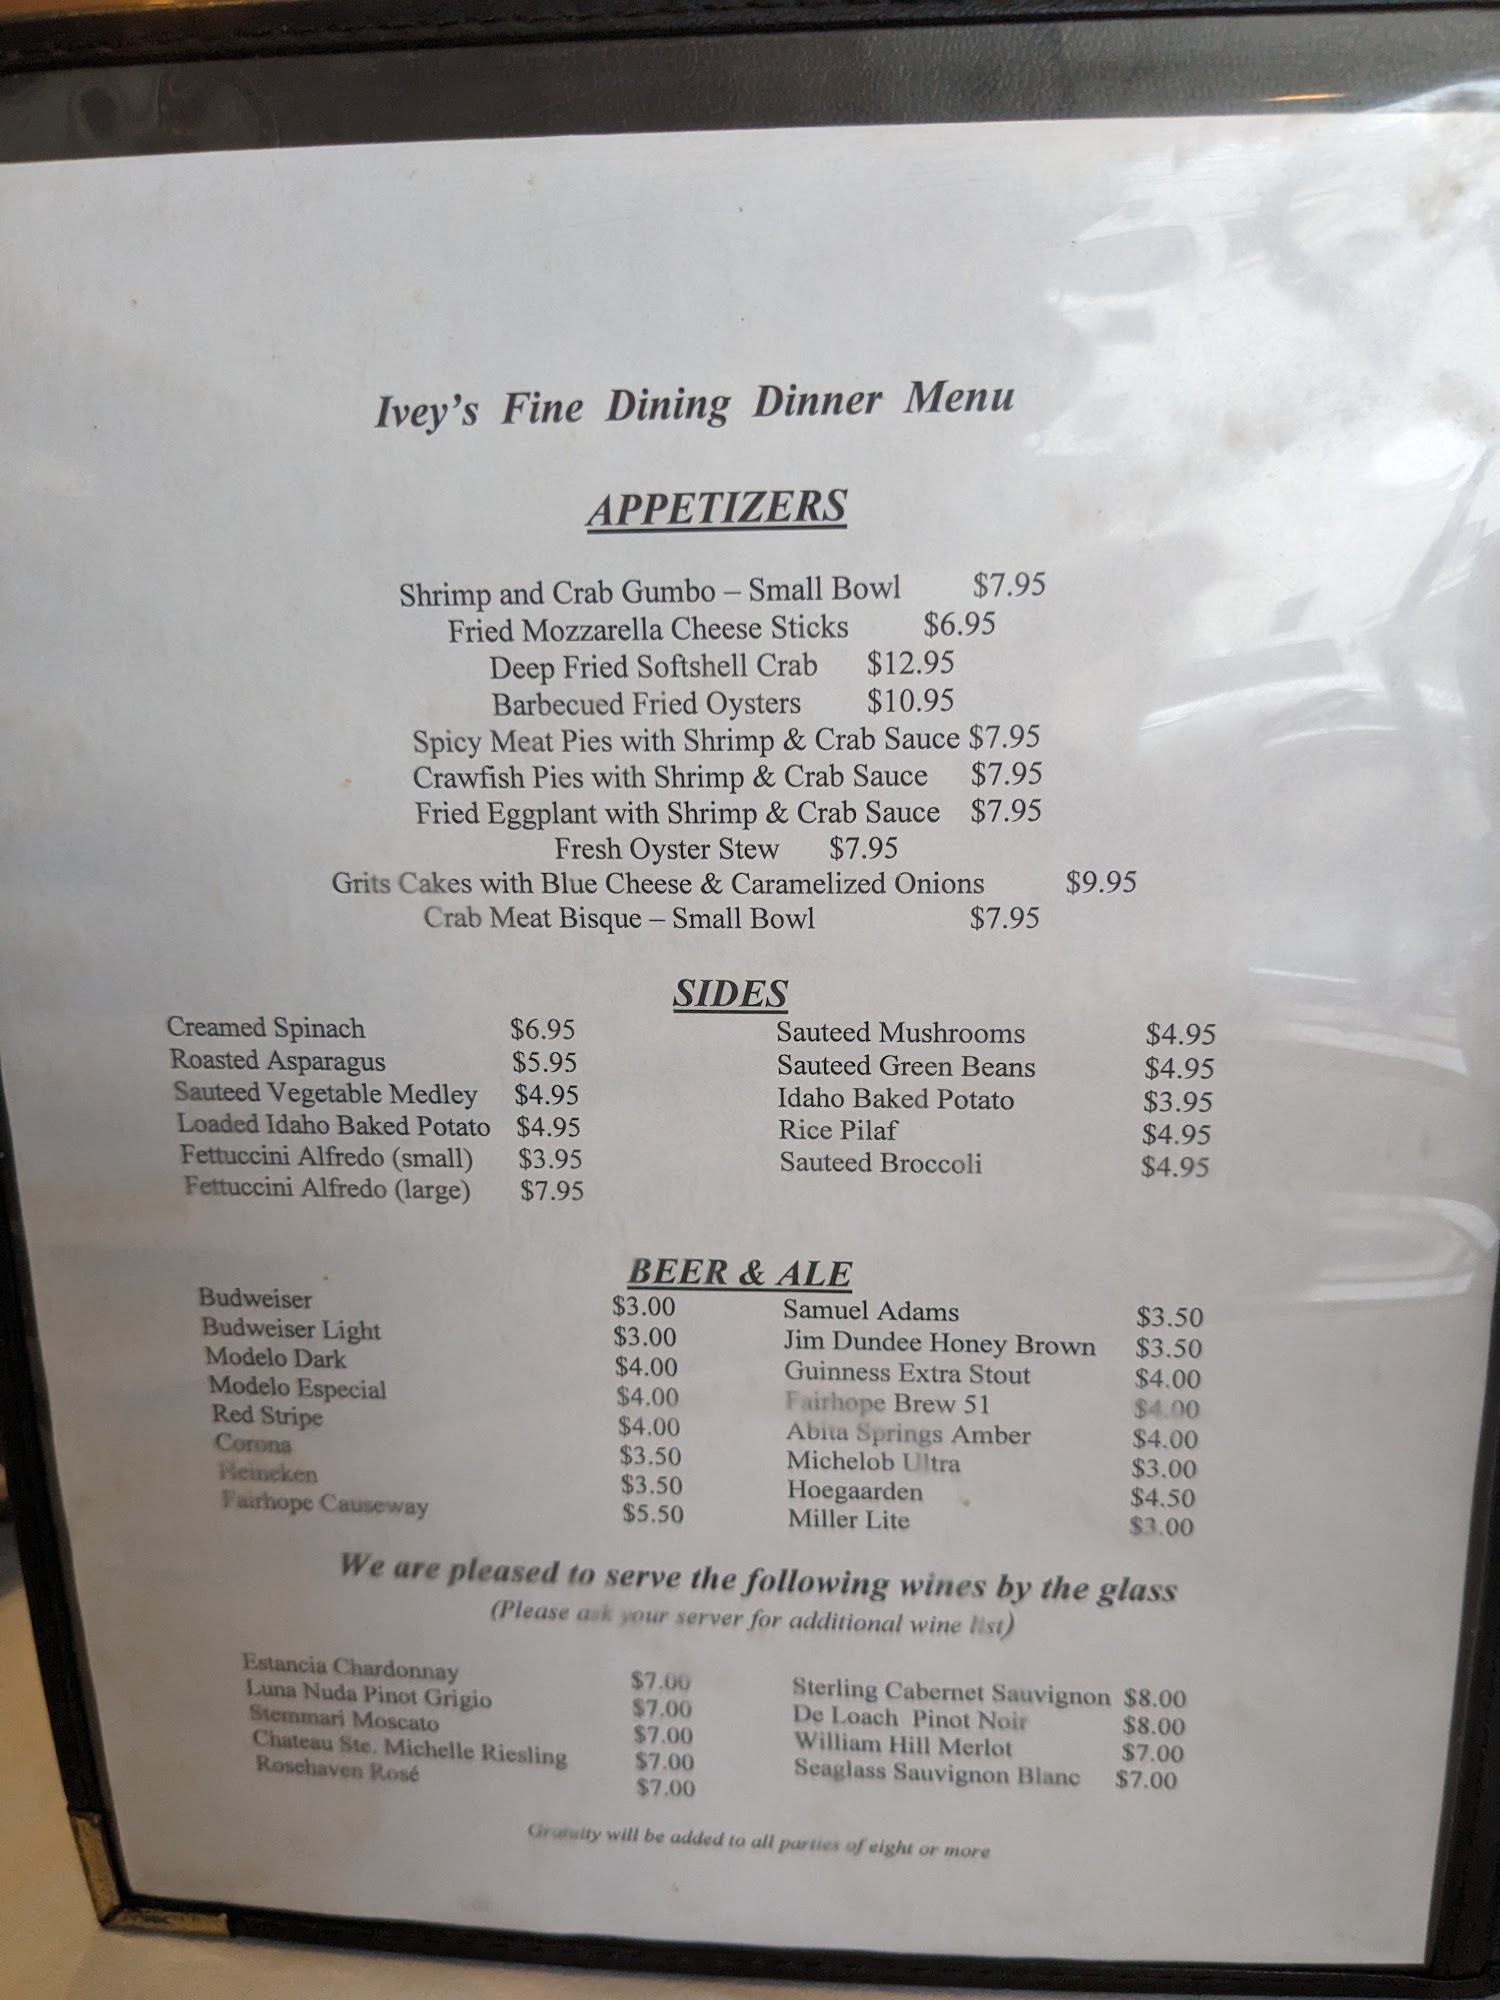 Ivey's Fine Dining Dinner Menu
APPETIZERS
Shrimp and Crab Gumbo – Small Bowl $7.95
Fried Mozzarella Cheese Sticks $6.95
Deep Fried Softshell Crab $12.95
Barbecued Fried Oysters $10.95
Spicy Meat Pies with Shrimp & Crab Sauce $7.95
Crawfish Pies with Shrimp & Crab Sauce $7.95
Fried Eggplant with Shrimp & Crab Sauce $7.95
Fresh Oyster Stew $7.95
Grits Cakes with Blue Cheese & Caramelized Onions $9.95
Crab Meat Bisque – Small Bowl $7.95
SIDES
Creamed Spinach $6.95 Sauteed Mushrooms $4.95
Roasted Asparagus $5.95 Sauteed Green Beans $4.95
Sauteed Vegetable Medley $4.95 Idaho Baked Potato $3.95
Loaded Idaho Baked Potato $4.95 Rice Pilaf $4.95
Fettuccini Alfredo (small) $3.95 Sauteed Broccoli $4.95
Fettuccini Alfredo (large) $7.95
BEER & ALE
Budweiser $3.00 Samuel Adams $3.50
Budweiser Light $3.00 Jim Dundee Honey Brown $3.50
Modelo Dark $4.00 Guinness Extra Stout $4.00
Modelo Especial $4.00 Fairhope Brew 51 $4.00
Red Stripe $4.00 Abita Springs Amber $4.00
Corona $3.50 Michelob Ultra $3.00
Heineken $3.50 Hoegaarden $4.50
Fairhope Causeway $5.50 Miller Lite $3.00
We are pleased to serve the following wines by the glass
(Please ask your server for additional wine list)
Estancia Chardonnay $7.00 Sterling Cabernet Sauvignon $8.00
Luna Nuda Pinot Grigio $7.00 De Loach Pinot Noir $8.00
Stemmari Moscato $7.00 William Hill Merlot $7.00
Chateau Ste. Michelle Riesling $7.00 Seaglass Sauvignon Blanc $7.00
Rosehaven Rosé $7.00
Gratuity will be added to all parties of eight or more